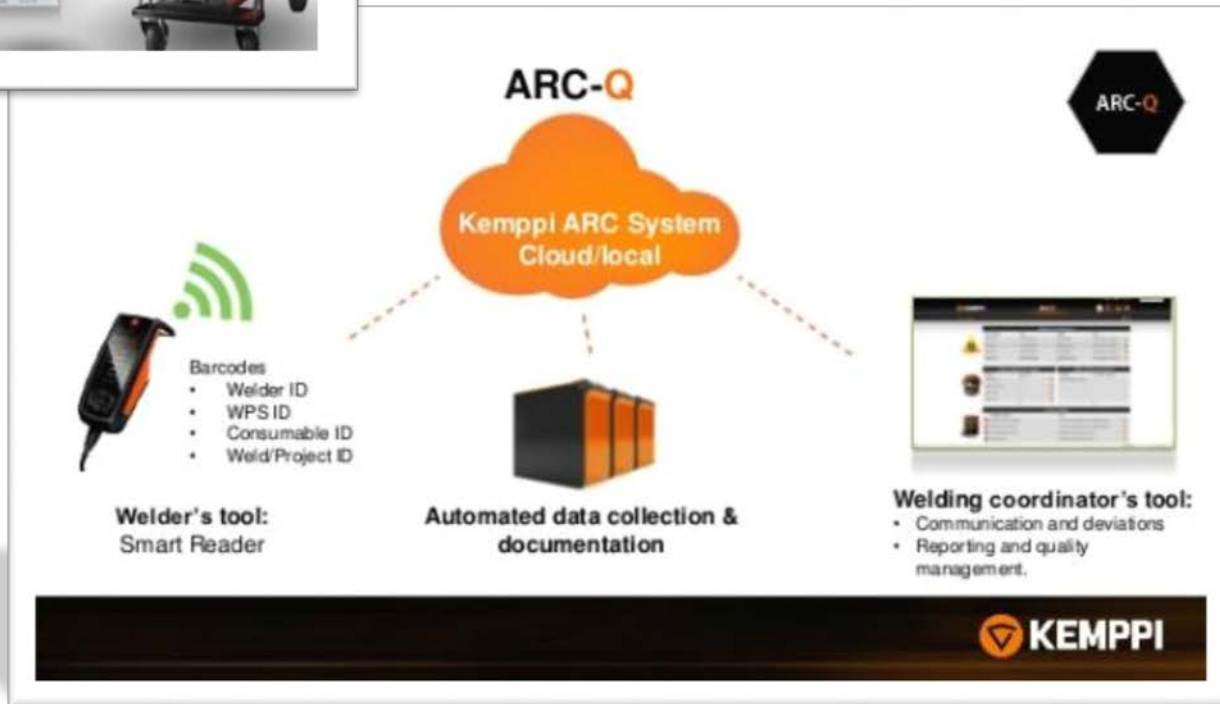 ARC-Q
ARC-Q
Kemppi ARC System
Cloud/local
Barcodes
• Welder ID
• WPS ID
• Consumable ID
• Weld/Project ID
Welder's tool:
Smart Reader
Automated data collection &
documentation
Welding coordinator's tool:
• Communication and deviations
• Reporting and quality
management.
KEMPPI